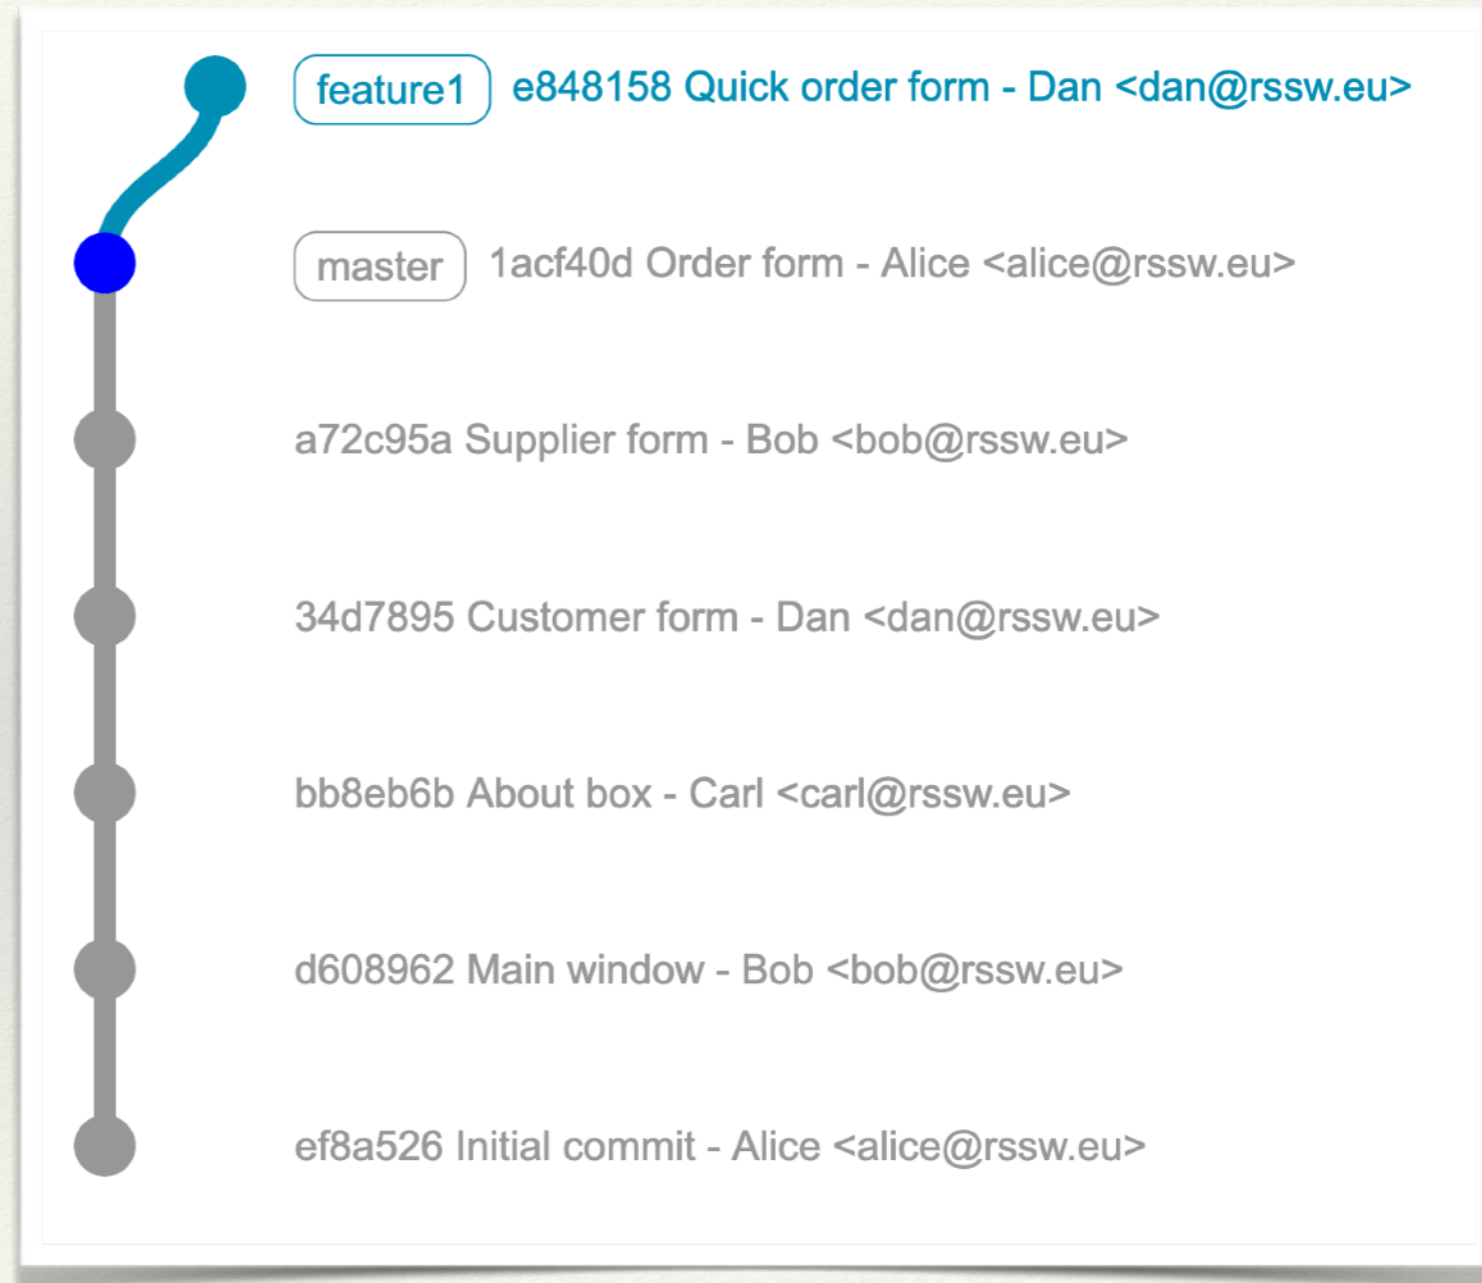 feature1 e848158 Quick order form - Dan <dan@rssw.eu>
master 1acf40d Order form - Alice <alice@rssw.eu>
a72c95a Supplier form - Bob <bob@rssw.eu>
34d7895 Customer form - Dan <dan@rssw.eu>
bb8eb6b About box - Carl <carl@rssw.eu>
d608962 Main window - Bob <bob@rssw.eu>
ef8a526 Initial commit - Alice <alice@rssw.eu>